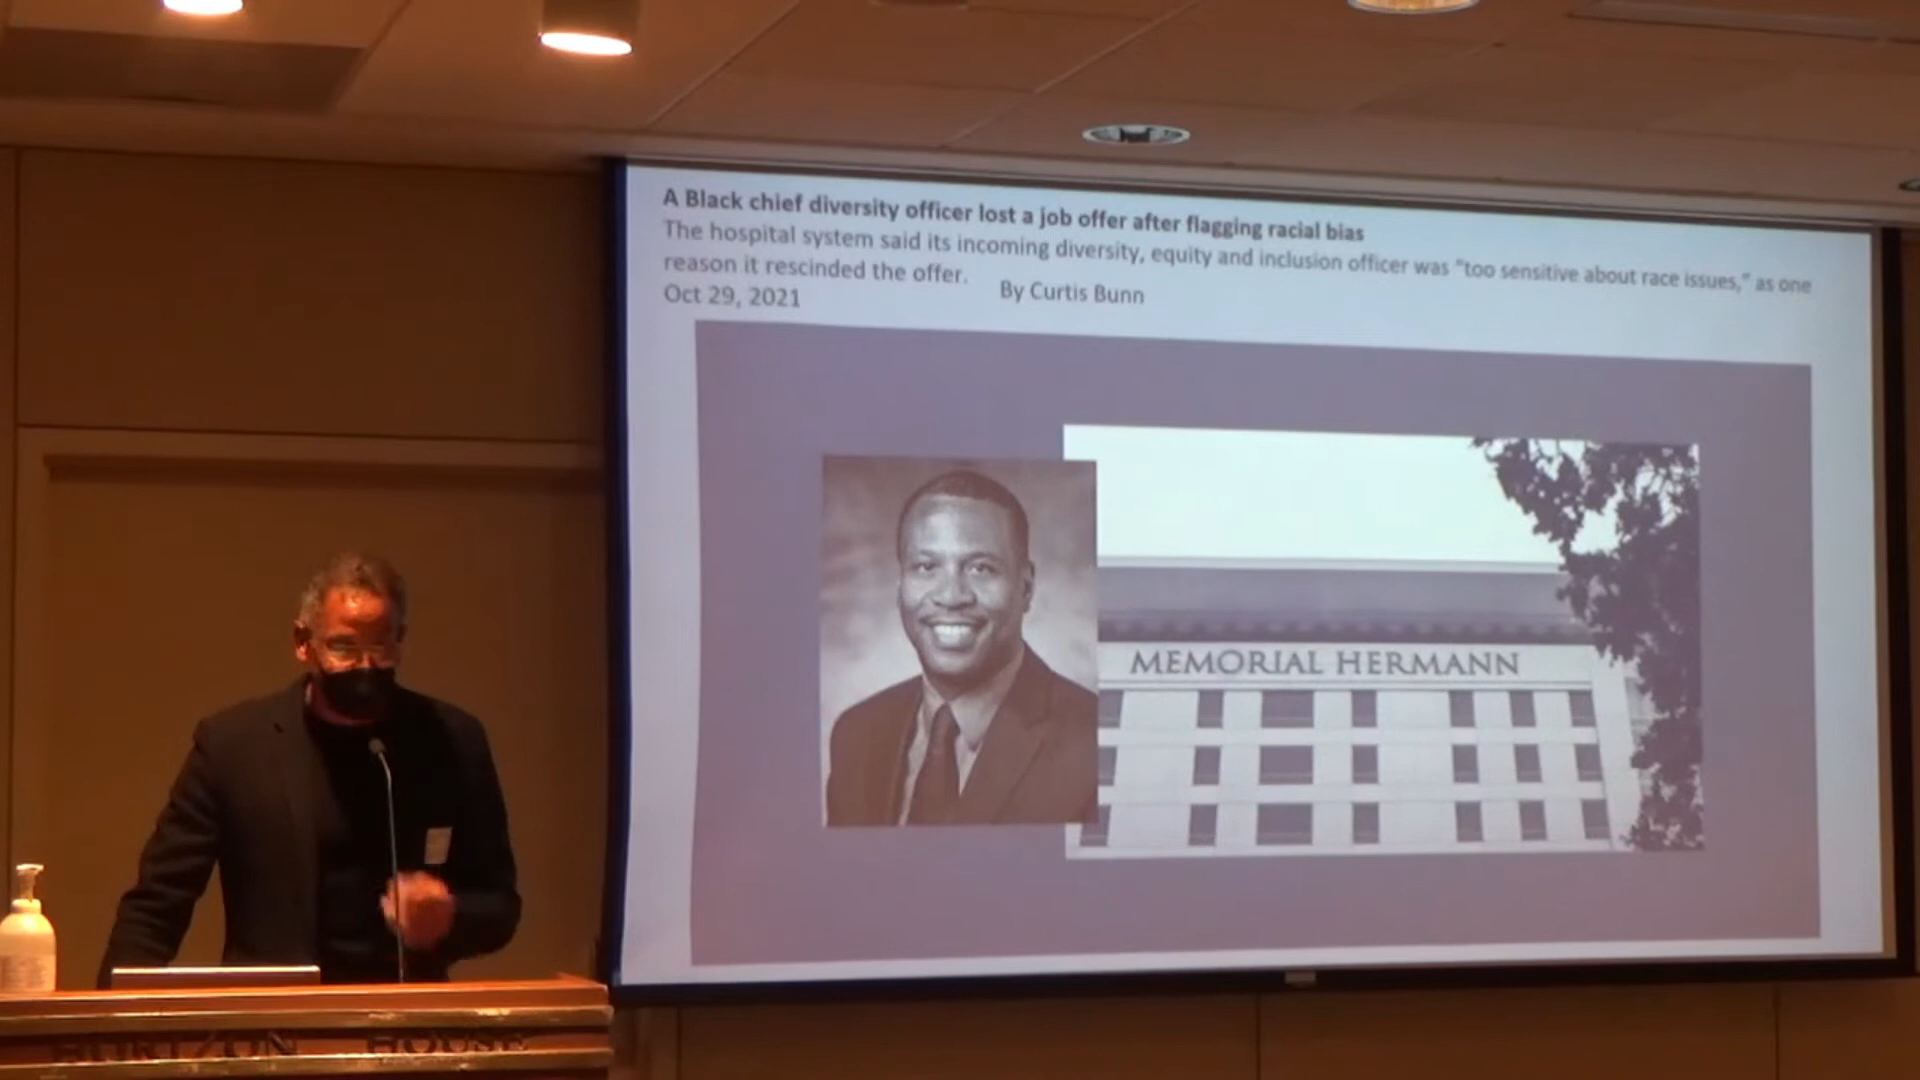 A Black chief diversity officer lost a job offer after flagging racial bias
The hospital system said its incoming diversity, equity and inclusion officer was "too sensitive about race issues," as one
reason it rescinded the offer. By Curtis Bunn
Oct 29, 2021
MEMORIAL HERMANN
HORIZON HOUSE